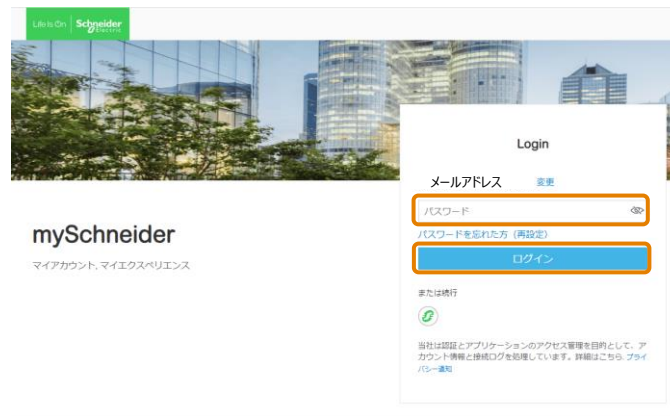 Life Is On Schneider Electric
Login
メールアドレス 変更
パスワード
パスワードを忘れた方（再設定）
ログイン
または続行
当社は認証とアプリケーションのアクセス管理を目的として、ア
カウント情報と接続ログを処理しています。詳細はこちら プライ
バシー通知
mySchneider
マイアカウント, マイエクスペリエンス